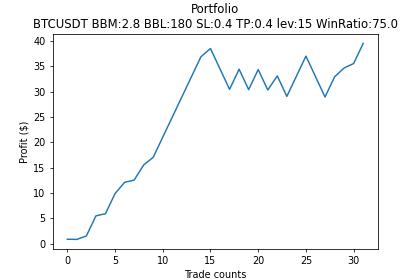 Portfolio
BTCUSDT BBM:2.8 BBL:180 SL:0.4 TP:0.4 lev:15 WinRatio:75.0
40
35
30
25
20
15
10
5
0
Profit ($)
0 5 10 15 20 25 30
Trade counts